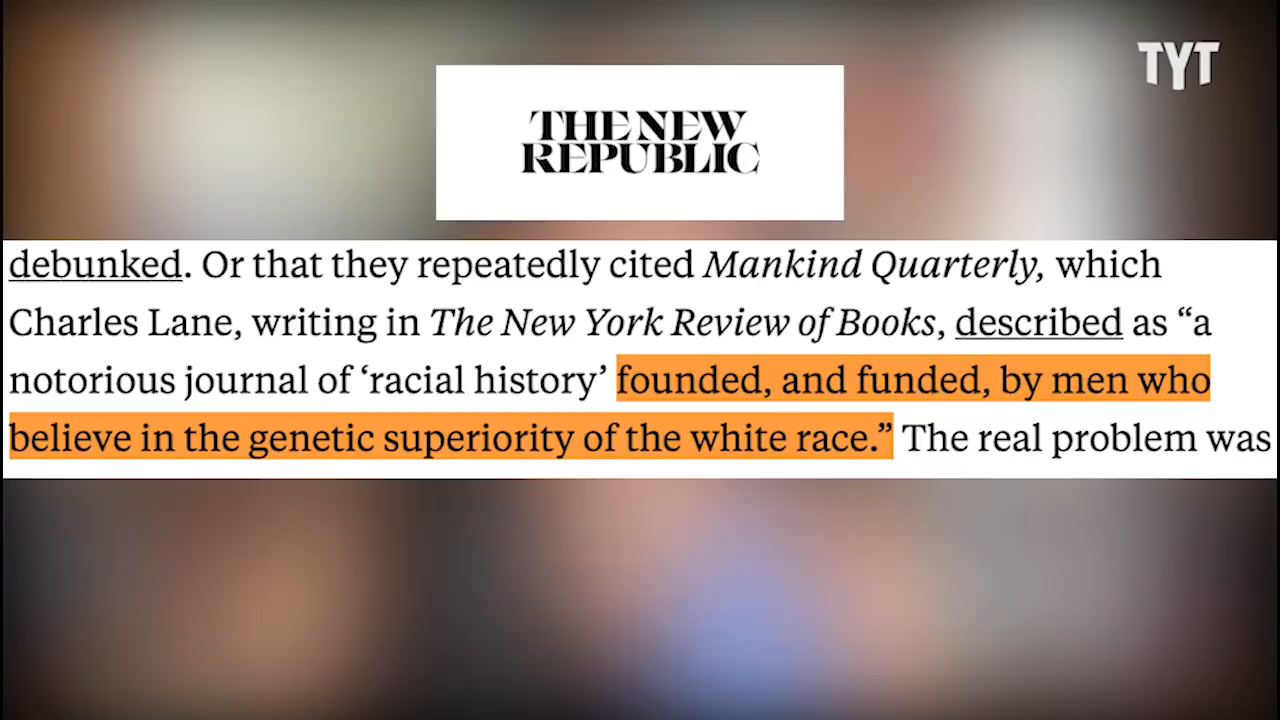 TYT
THE NEW
REPUBLIC
debunked. Or that they repeatedly cited Mankind Quarterly, which
Charles Lane, writing in The New York Review of Books, described as “a
notorious journal of ‘racial history’ founded, and funded, by men who
believe in the genetic superiority of the white race.” The real problem was